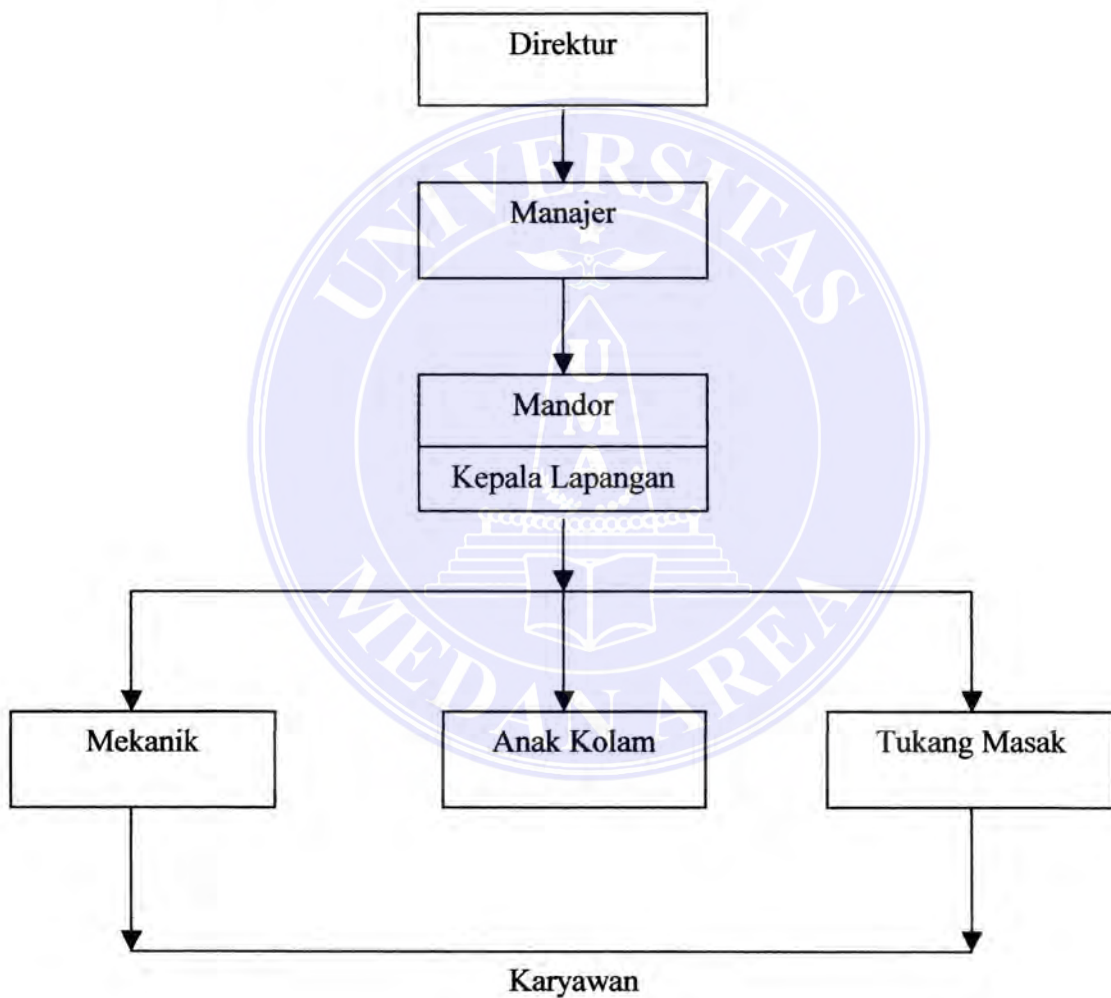 Direktur
UNIVERSITAS
Manajer
U
M
A
Mandor
Kepala Lapangan
MEDAN AREA
Mekanik
Anak Kolam
Tukang Masak
Karyawan